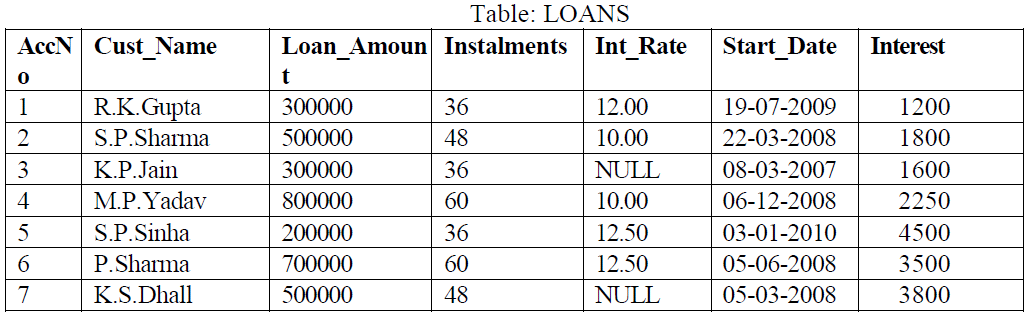 Table: LOANS
AccNo Cust_Name Loan_Amount Instalments Int_Rate Start_Date Interest
1 R.K.Gupta 300000 36 12.00 19-07-2009 1200
2 S.P.Sharma 500000 48 10.00 22-03-2008 1800
3 K.P.Jain 300000 36 NULL 08-03-2007 1600
4 M.P.Yadav 800000 60 10.00 06-12-2008 2250
5 S.P.Sinha 200000 36 12.50 03-01-2010 4500
6 P.Sharma 700000 60 12.50 05-06-2008 3500
7 K.S.Dhall 500000 48 NULL 05-03-2008 3800